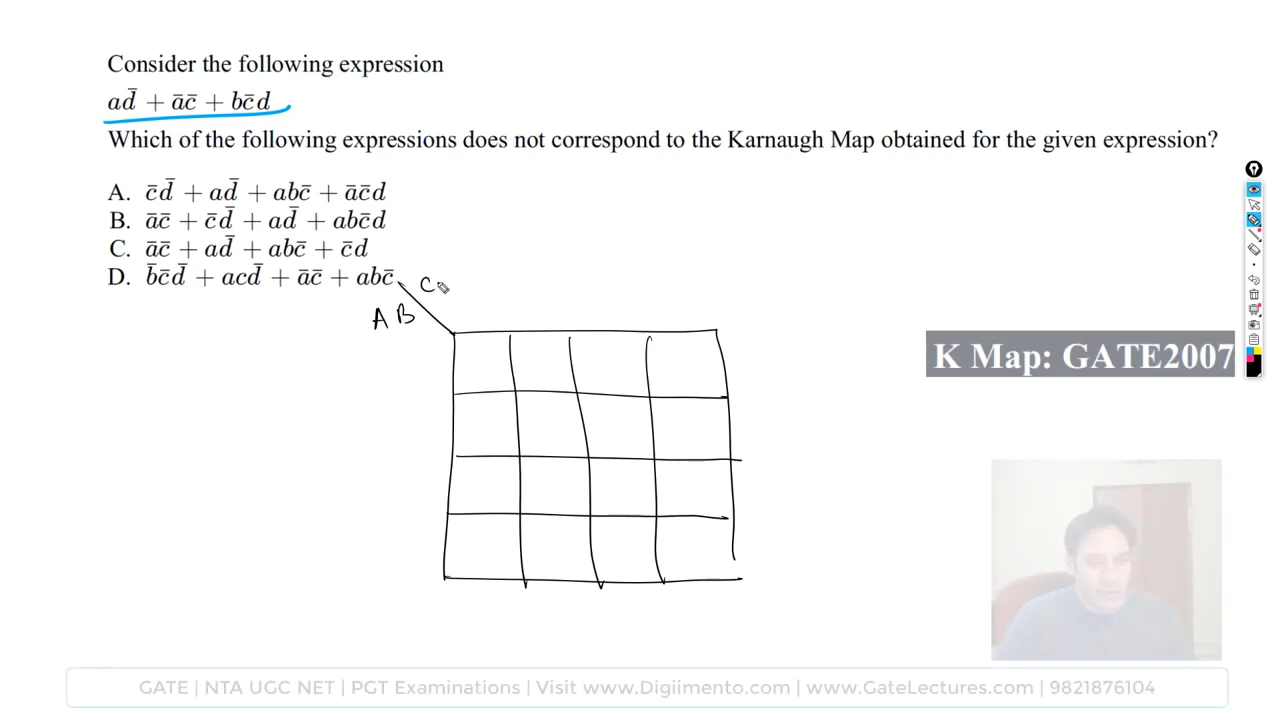 Consider the following expression
ad̄ + āc̄ + bc̄d
Which of the following expressions does not correspond to the Karnaugh Map obtained for the given expression?
A. c̄d̄ + ad̄ + abc̄ + āc̄d
B. āc̄ + c̄d̄ + ad̄ + abc̄d
C. āc̄ + ad̄ + abc̄ + c̄d
D. b̄c̄d̄ + acd̄ + āc̄ + abc̄
C
A B
K Map: GATE2007
GATE | NTA UGC NET | PGT Examinations | Visit www.Digiimento.com | www.GateLectures.com | 9821876104